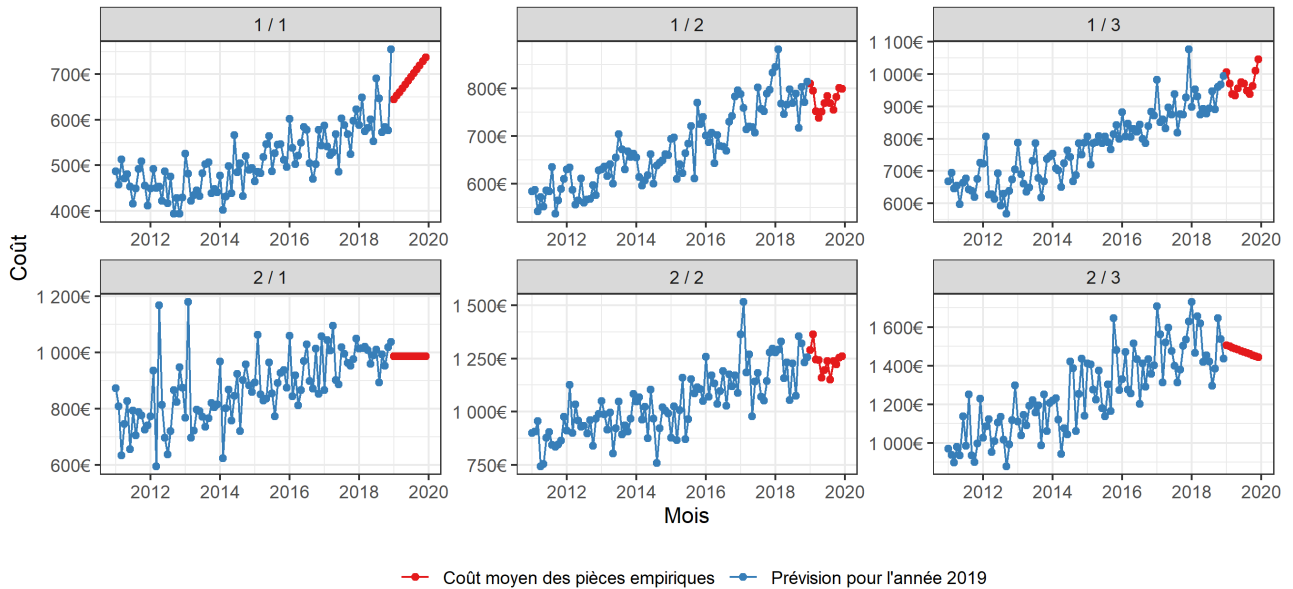 1 / 1
1 / 2
1 / 3
700€
600€
500€
400€
800€
700€
600€
1 100€
1 000€
900€
800€
700€
600€
2012 2014 2016 2018 2020
2012 2014 2016 2018 2020
2012 2014 2016 2018 2020
Coût
2 / 1
2 / 2
2 / 3
1 200€
1 000€
800€
600€
1 500€
1 250€
1 000€
750€
1 600€
1 400€
1 200€
1 000€
2012 2014 2016 2018 2020
2012 2014 2016 2018 2020
2012 2014 2016 2018 2020
Mois
Coût moyen des pièces empiriques
Prévision pour l'année 2019